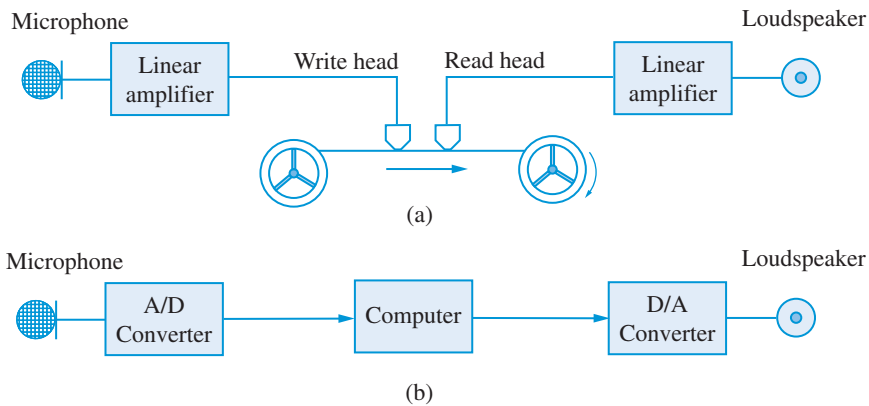 Microphone
Loudspeaker
Linear
amplifier
Write head
Read head
Linear
amplifier
(a)
Microphone
Loudspeaker
A/D
Converter
Computer
D/A
Converter
(b)